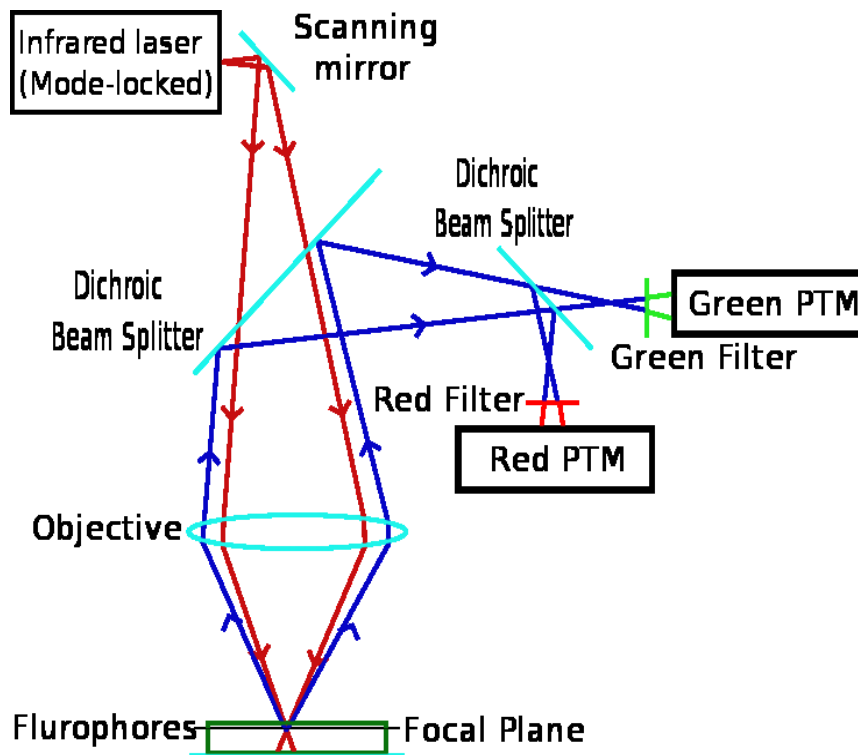 Infrared laser
(Mode-locked)
Scanning
mirror
Dichroic
Beam Splitter
Dichroic
Beam Splitter
Green PTM
Green Filter
Red Filter
Red PTM
Objective
Flurophores
Focal Plane